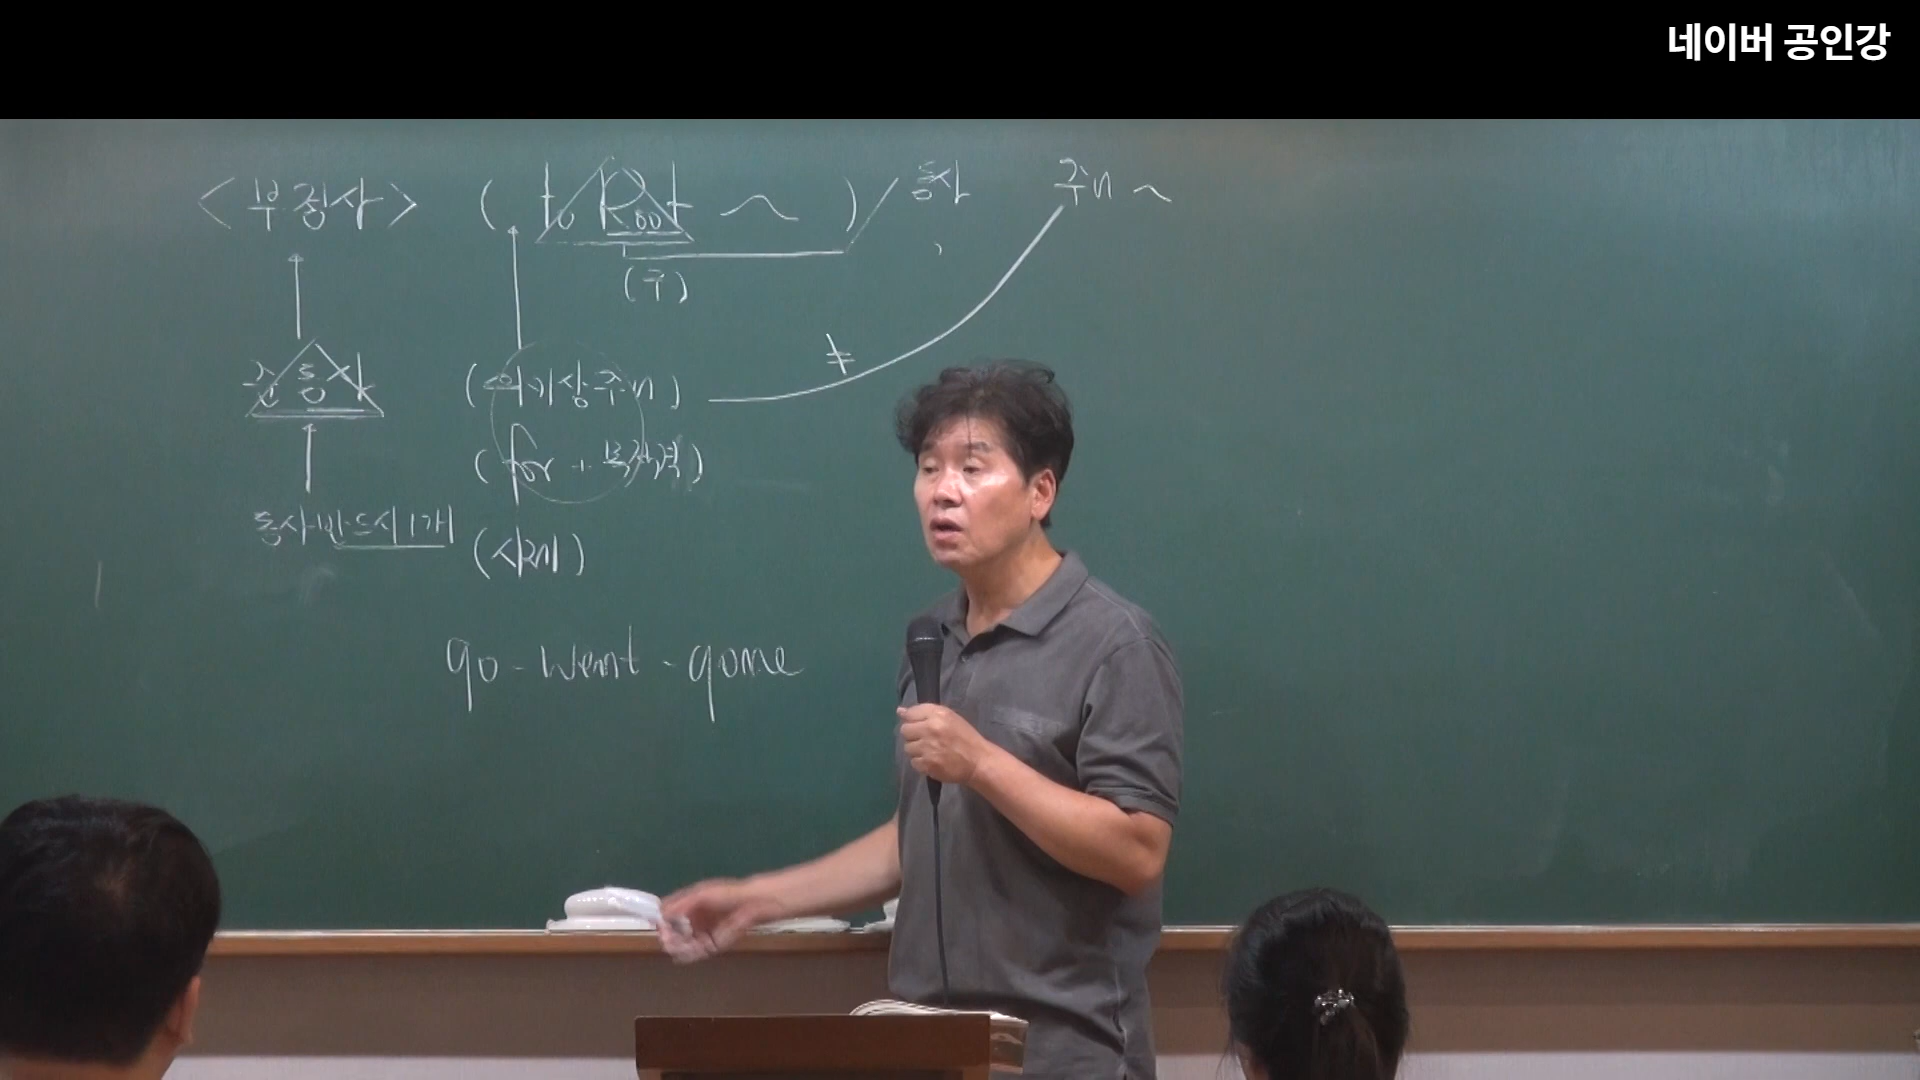 네이버 공인강
<부정사> ( to Root ~ ) 동사 주어 ~
(주)
≠
준동사 (의미상주어)
(for + 목적격)
동사반드시1개 (시제)
go - went - gone